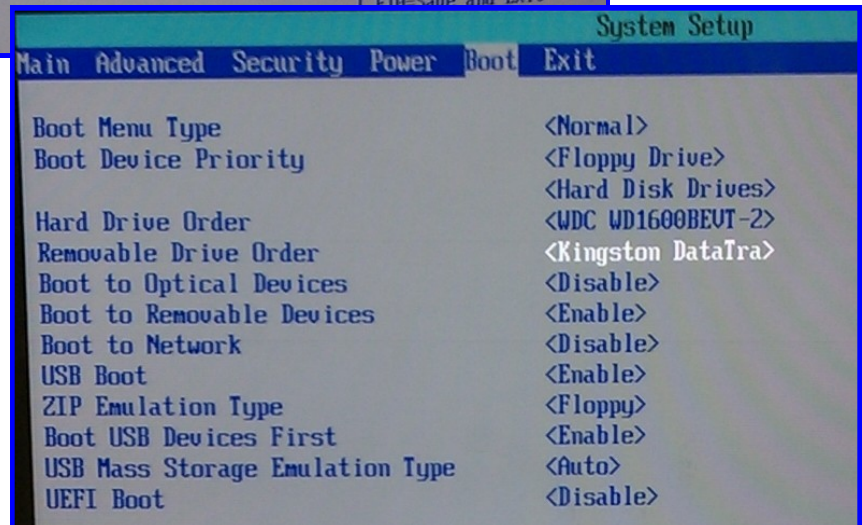 System Setup
Main Advanced Security Power Boot Exit
Boot Menu Type <Normal>
Boot Device Priority <Floppy Drive>
<Hard Disk Drives>
Hard Drive Order <WDC WD1600BEVT-2>
Removable Drive Order <Kingston DataTra>
Boot to Optical Devices <Disable>
Boot to Removable Devices <Enable>
Boot to Network <Disable>
USB Boot <Enable>
ZIP Emulation Type <Floppy>
Boot USB Devices First <Enable>
USB Mass Storage Emulation Type <Auto>
UEFI Boot <Disable>